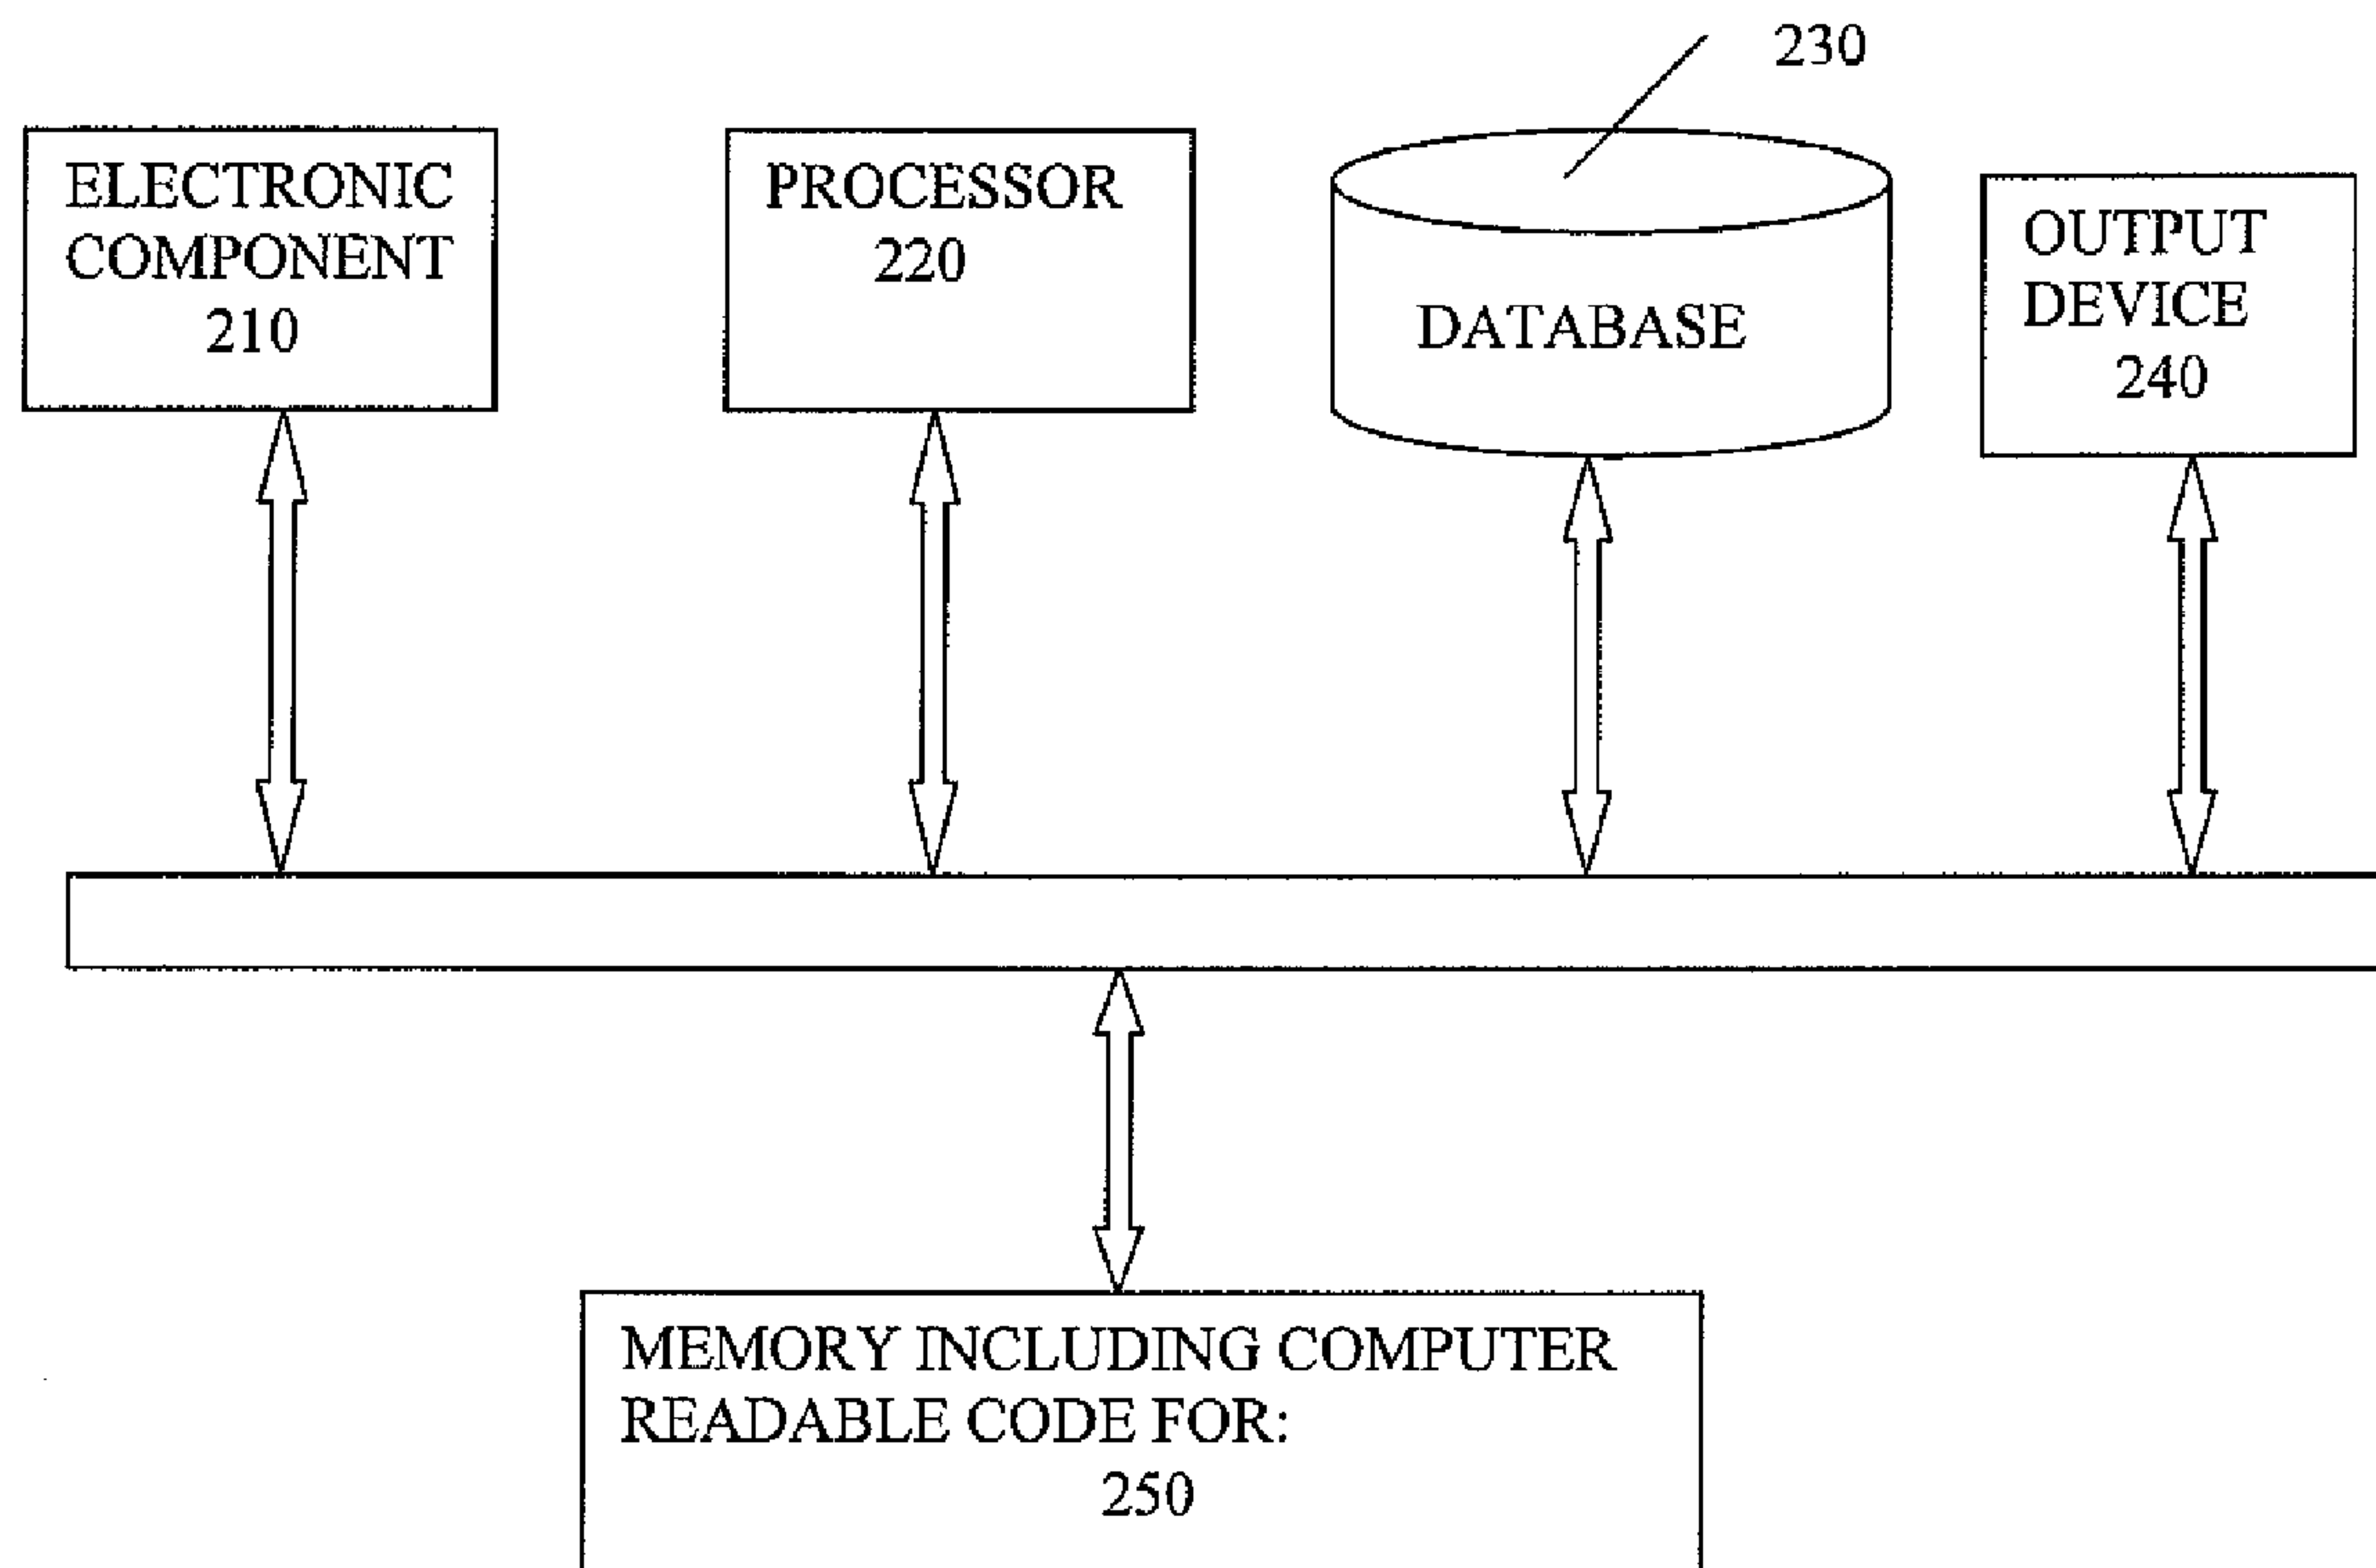 230
ELECTRONIC
COMPONENT
210
PROCESSOR
220
DATABASE
OUTPUT
DEVICE
240
MEMORY INCLUDING COMPUTER
READABLE CODE FOR:
250